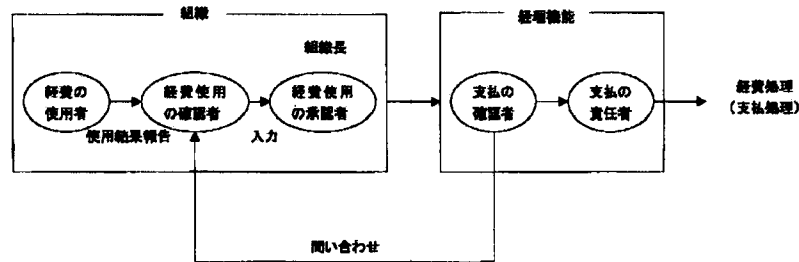 組織
経理機能
組織長
経費の
使用者
経費使用
の確認者
経費使用
の承認者
支払の
確認者
支払の
責任者
経費処理
(支払処理)
使用結果報告
入力
問い合わせ